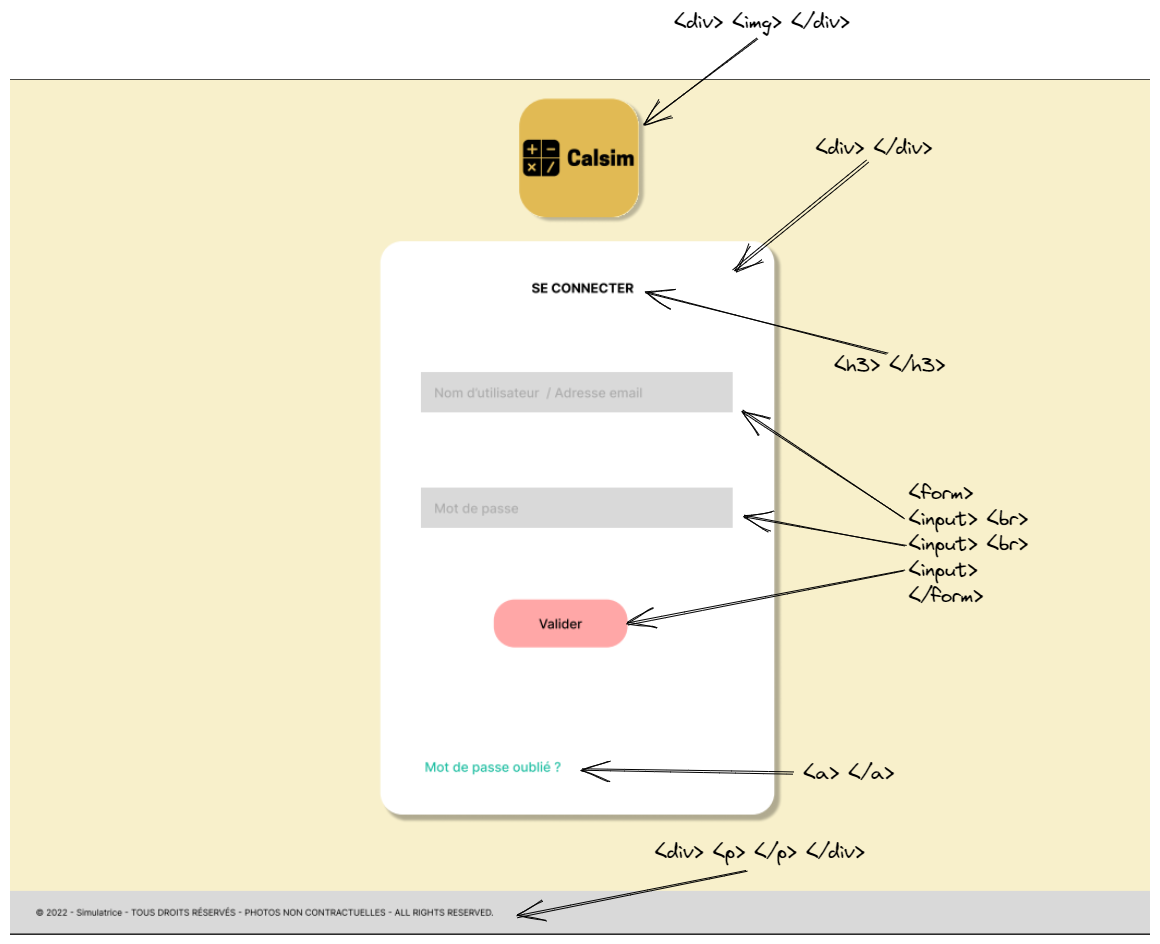 <div> <img> </div>
+ − × / Calsim
<div> </div>
SE CONNECTER
<h3> </h3>
Nom d'utilisateur / Adresse email
<form>
<input> <br>
Mot de passe
<input> <br>
<input>
</form>
Valider
Mot de passe oublié ?
<a> </a>
<div> <p> </p> </div>
© 2022 - Simulatrice - TOUS DROITS RÉSERVÉS - PHOTOS NON CONTRACTUELLES - ALL RIGHTS RESERVED.